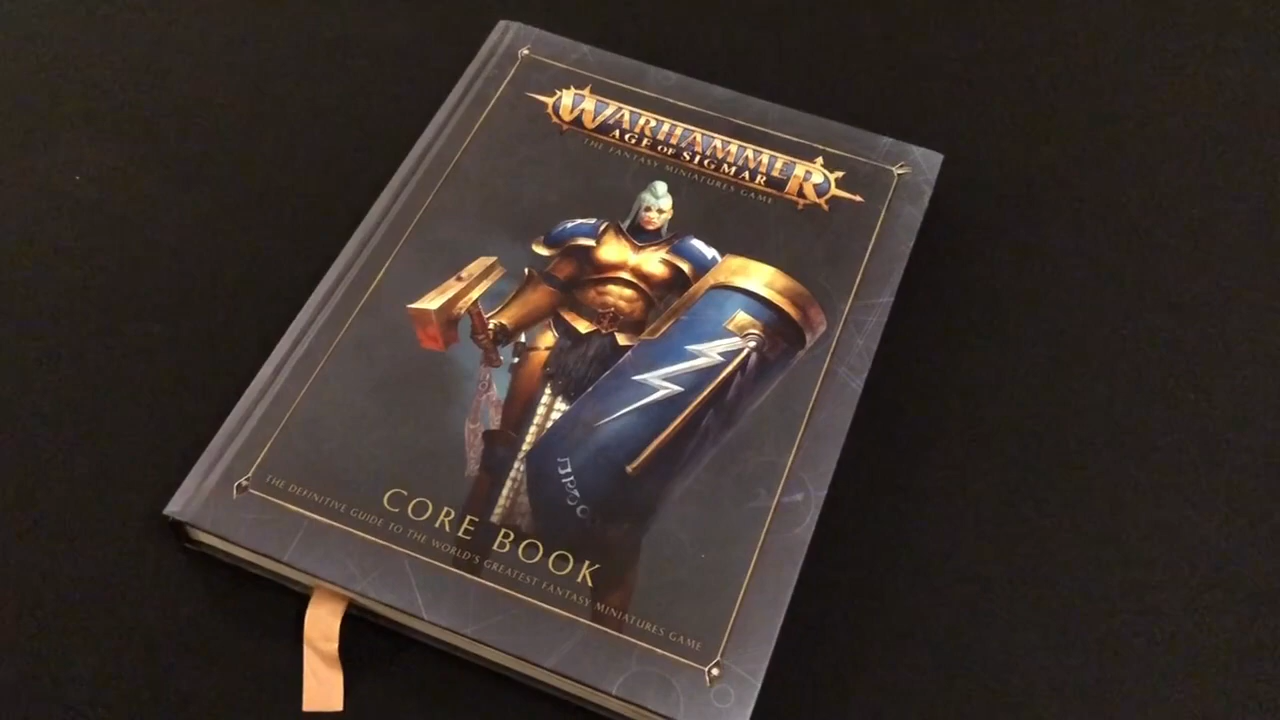 WARHAMMER
AGE OF SIGMAR
THE FANTASY MINIATURES GAME
CORE BOOK
THE DEFINITIVE GUIDE TO THE WORLD'S GREATEST FANTASY MINIATURES GAME